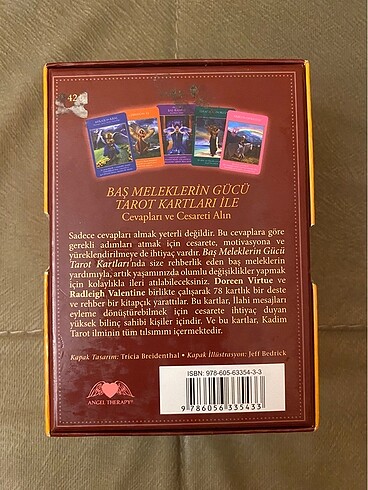 42
BAŞ MELEKLERİN GÜCÜ
TAROT KARTLARI İLE
Cevapları ve Cesareti Alın
Sadece cevapları almak yeterli değildir. Bu cevaplara göre
gerekli adımları atmak için cesarete, motivasyona ve
yüreklendirilmeye de ihtiyaç vardır. Baş Meleklerin Gücü
Tarot Kartları'nda size rehberlik eden baş meleklerin
yardımıyla, artık yaşamınızda olumlu değişiklikler yapmak
için kolaylıkla ileri atılabileceksiniz. Doreen Virtue ve
Radleigh Valentine birlikte çalışarak 78 kartlık bir deste
ve rehber bir kitapçık yarattılar. Bu kartlar, İlahi mesajları
eyleme dönüştürebilmek için cesarete ihtiyaç duyan
yüksek bilinç sahibi kişiler içindir. Ve bu kartlar, Kadim
Tarot ilminin tüm tılsımını içermektedir.
Kapak Tasarım: Tricia Breidenthal • Kapak İllüstrasyon: Jeff Bedrick
ISBN: 978-605-63354-3-3
9 786056 335433
ANGEL THERAPY®